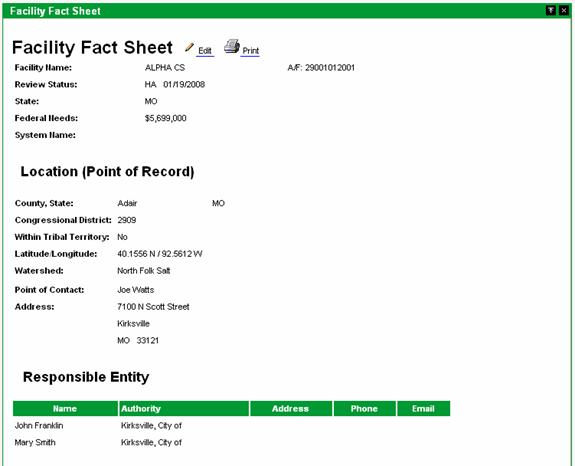 Facility Fact Sheet
Facility Fact Sheet Edit Print
Facility Name: ALPHA CS A/F: 29001012001
Review Status: HA 01/19/2008
State: MO
Federal Needs: $5,699,000
System Name:
Location (Point of Record)
County, State: Adair MO
Congressional District: 2909
Within Tribal Territory: No
Latitude/Longitude: 40.1556 N / 92.5612 W
Watershed: North Folk Salt
Point of Contact: Joe Watts
Address: 7100 N Scott Street
Kirksville
MO 33121
Responsible Entity
Name Authority Address Phone Email
John Franklin Kirksville, City of
Mary Smith Kirksville, City of